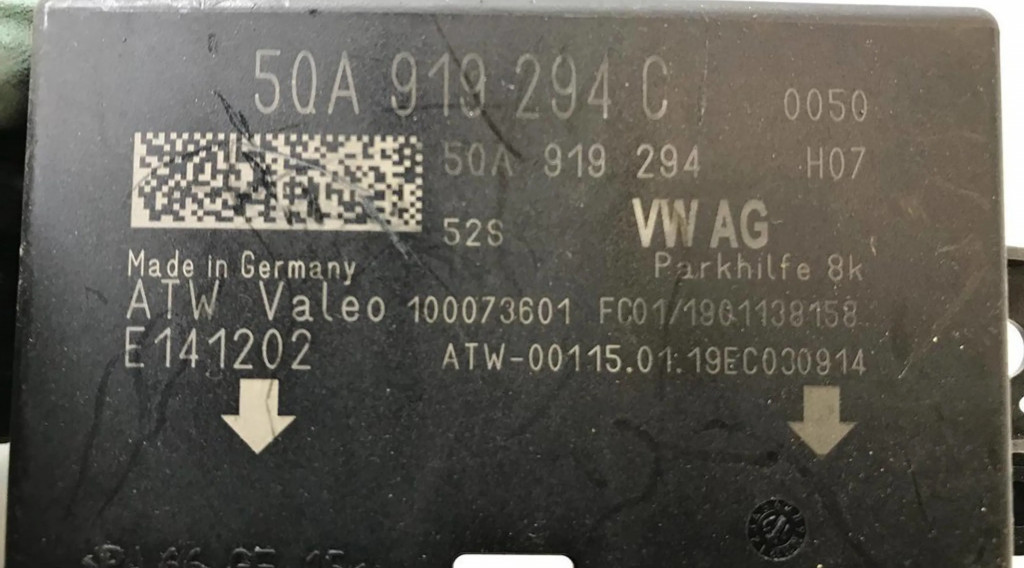 5QA 919 294 C 0050
5QA 919 294 H07
52S VW AG
Made in Germany Parkhilfe 8k
ATW Valeo 100073601 FC01/19G1138158
E141202 ATW-00115.01.19EC030914